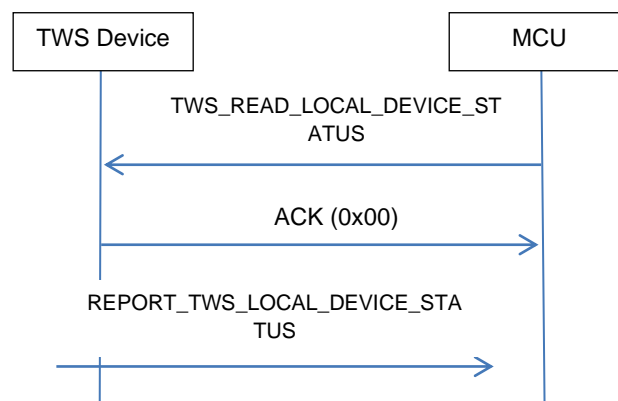 TWS Device
MCU
TWS_READ_LOCAL_DEVICE_ST
ATUS
ACK (0x00)
REPORT_TWS_LOCAL_DEVICE_STA
TUS